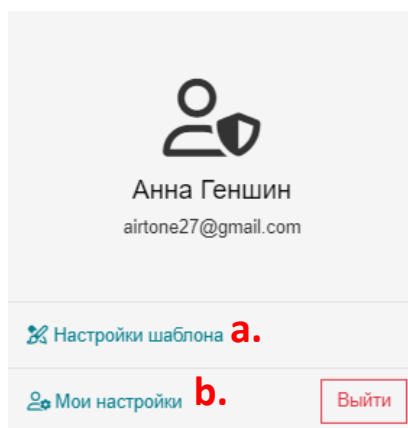 Анна Геншин
airtone27@gmail.com
Настройки шаблона a.
Мои настройки b. Выйти